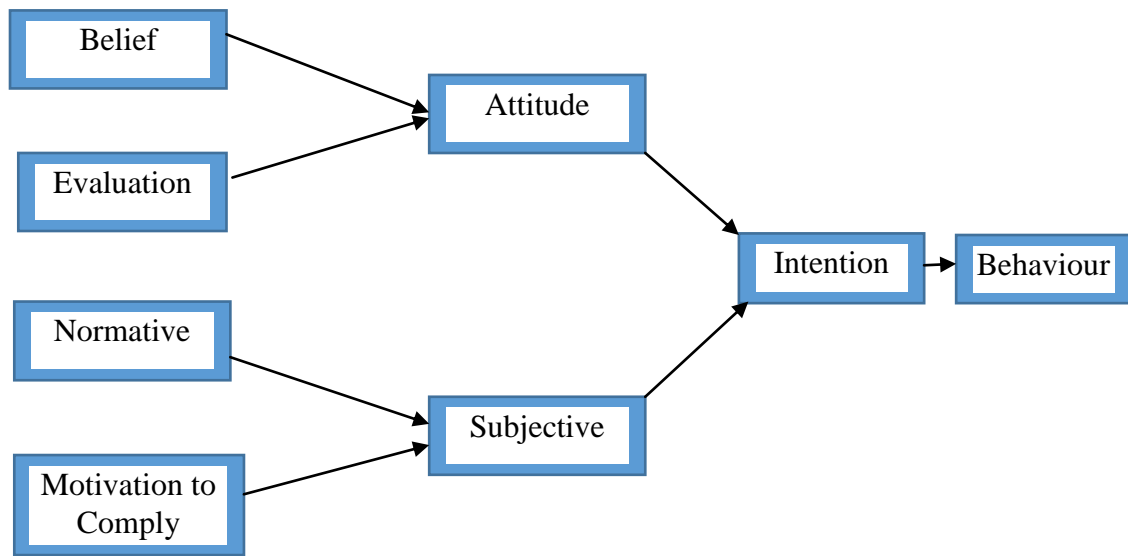 Belief
Attitude
Evaluation
Intention
Behaviour
Normative
Subjective
Motivation to
Comply